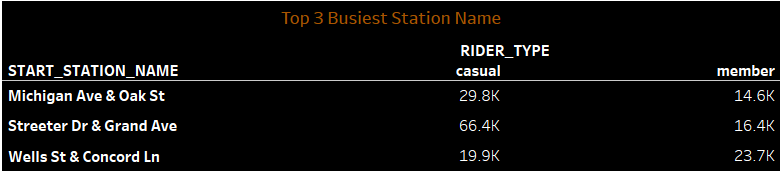 Top 3 Busiest Station Name
RIDER_TYPE
START_STATION_NAME casual member
Michigan Ave & Oak St 29.8K 14.6K
Streeter Dr & Grand Ave 66.4K 16.4K
Wells St & Concord Ln 19.9K 23.7K